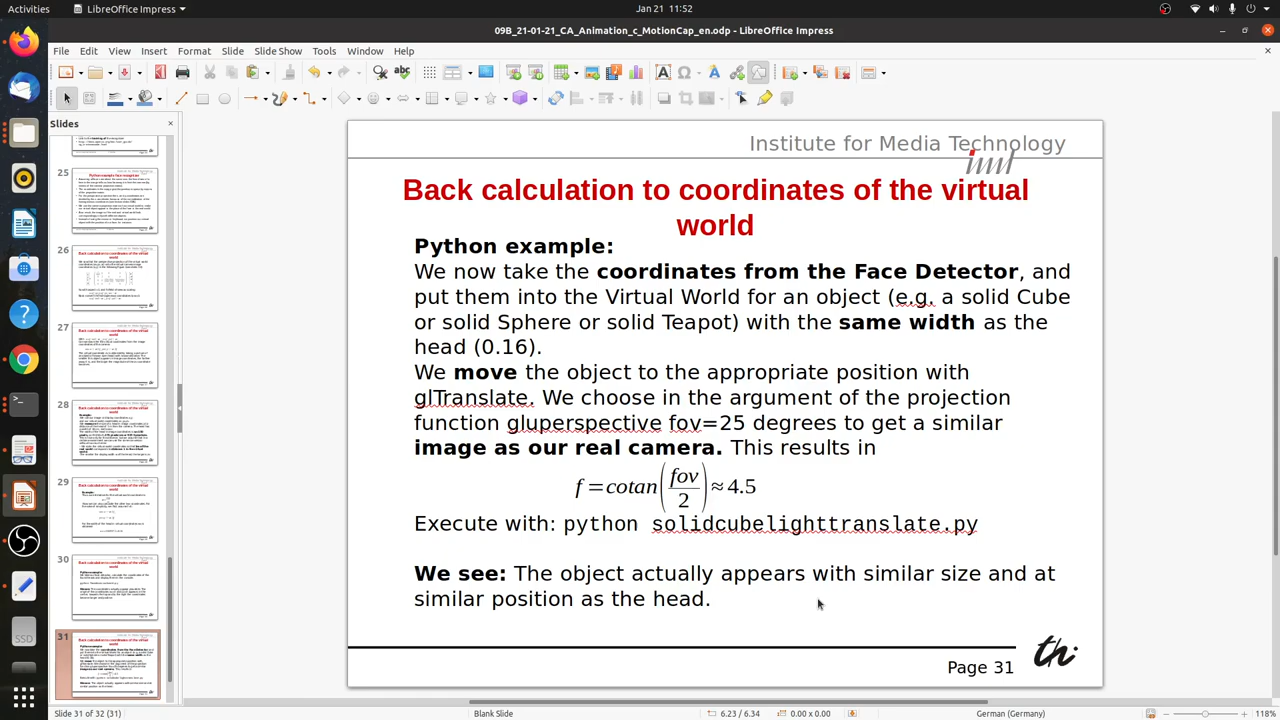 Activities
LibreOffice Impress
Jan 21 11:52
09B_21-01-21_CA_Animation_c_MotionCap_en.odp - LibreOffice Impress
File Edit View Insert Format Slide Slide Show Tools Window Help
Slides
Institute for Media Technology
Back calculation to coordinates of the virtual
world
Python example:
We now take the coordinates from the Face Detector, and
put them into the Virtual World for an object (e.g. a solid Cube
or solid Sphere or solid Teapot) with the same width as the
head (0.16)
We move the object to the appropriate position with
glTranslate. We choose in the argument of the projection
function gluperspective fov=25 degrees to get a similar
image as our real camera. This results in
f=cotan(fov/2)≈4.5
Execute with: python solidcubelighttranslate.py
We see: The object actually appears with similar size and at
similar position as the head.
th
Page 31
25
26
27
28
29
30
31
SSD
Slide 31 of 32 (31)
Blank Slide
6.23 / 6.34
0.00 x 0.00
German (Germany)
118%